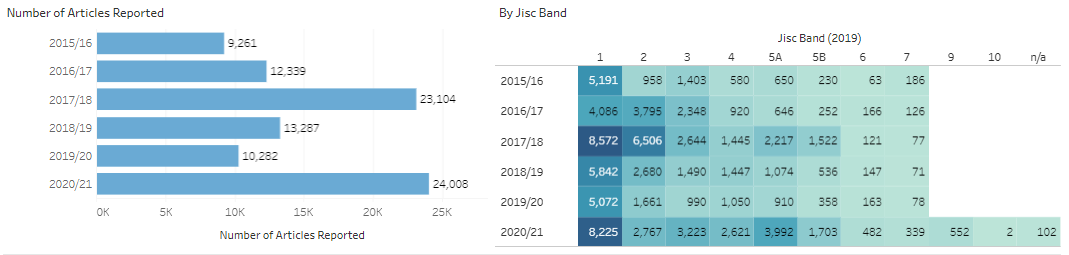 Number of Articles Reported
2015/16 9,261
2016/17 12,339
2017/18 23,104
2018/19 13,287
2019/20 10,282
2020/21 24,008
0K 5K 10K 15K 20K 25K
Number of Articles Reported
By Jisc Band
Jisc Band (2019)
1 2 3 4 5A 5B 6 7 9 10 n/a
2015/16 5,191 958 1,403 580 650 230 63 186
2016/17 4,086 3,795 2,348 920 646 252 166 126
2017/18 8,572 6,506 2,644 1,445 2,217 1,522 121 77
2018/19 5,842 2,680 1,490 1,447 1,074 536 147 71
2019/20 5,072 1,661 990 1,050 910 358 163 78
2020/21 8,225 2,767 3,223 2,621 3,992 1,703 482 339 552 2 102